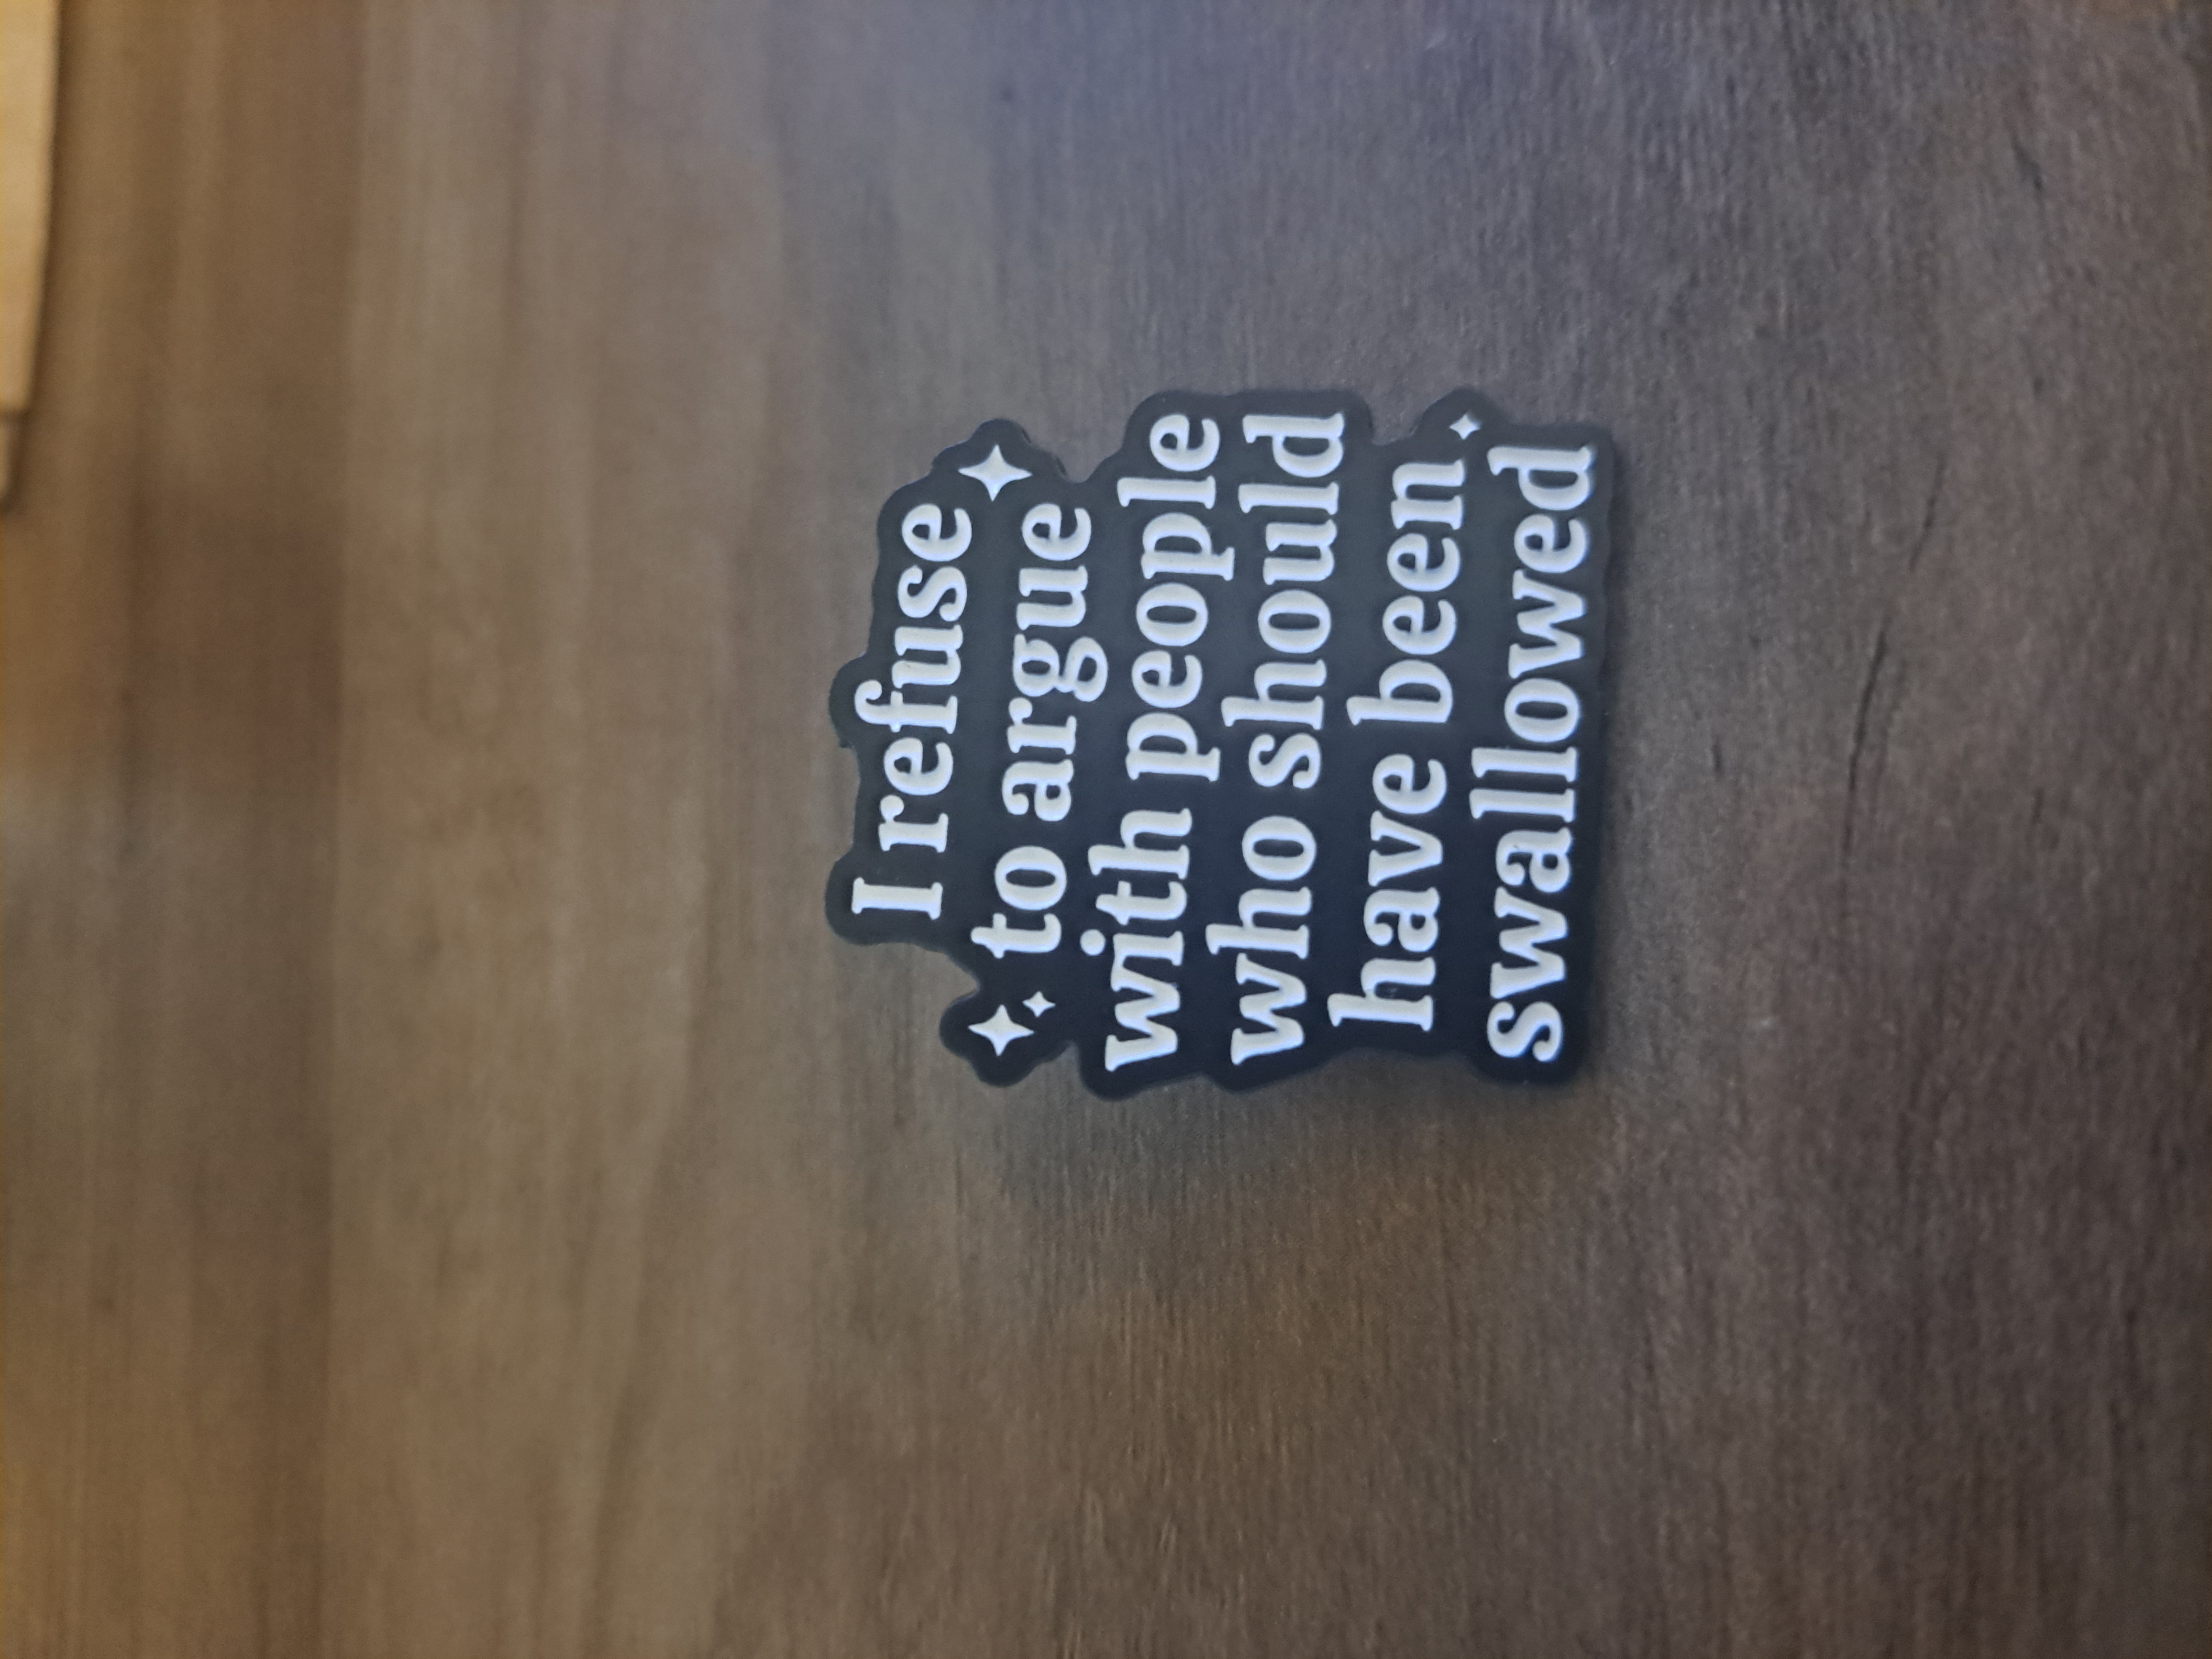 I refuse
to argue
with people
who should
have been
swallowed